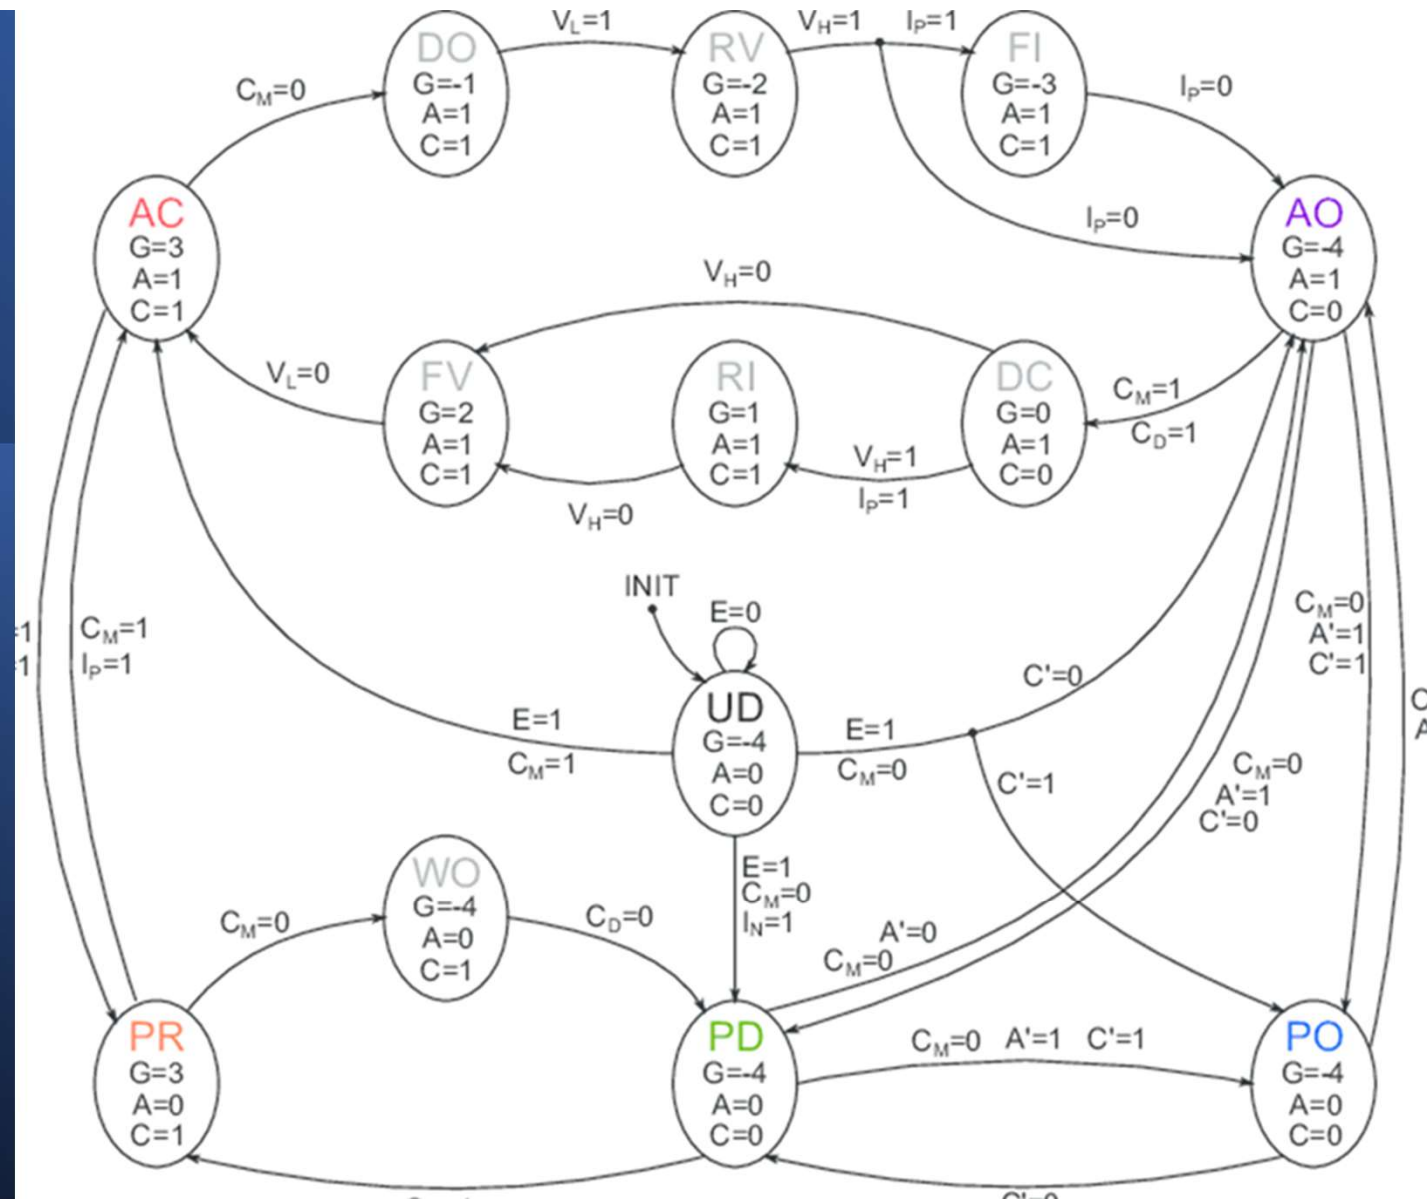 V_L=1
V_H=1
I_P=1
DO
G=-1
A=1
C=1
RV
G=-2
A=1
C=1
FI
G=-3
A=1
C=1
C_M=0
I_P=0
AC
G=3
A=1
C=1
I_P=0
AO
G=-4
A=1
C=0
V_H=0
V_L=0
FV
G=2
A=1
C=1
RI
G=1
A=1
C=1
DC
G=0
A=1
C=0
C_M=1
C_D=1
V_H=1
I_P=1
V_H=0
INIT
E=0
=1
=1
C_M=1
I_P=1
C_M=0
A'=1
C'=1
C'=0
UD
G=-4
A=0
C=0
E=1
C_M=1
E=1
C_M=0
C'=1
C_M=0
A'=1
C'=0
E=1
C_M=0
I_N=1
WO
G=-4
A=0
C=1
C_M=0
C_D=0
A'=0
C_M=0
PR
G=3
A=0
C=1
PD
G=-4
A=0
C=0
C_M=0 A'=1 C'=1
PO
G=-4
A=0
C=0